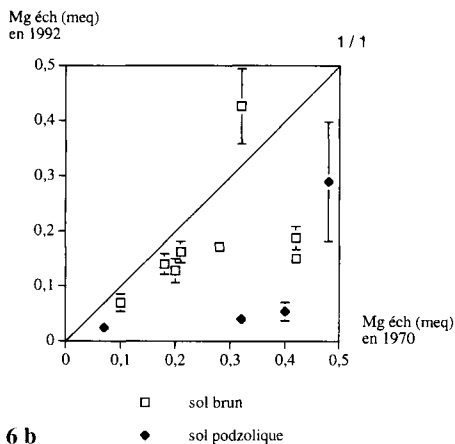 Mg éch (meq)
en 1992
1 / 1
0,5
0,4
0,3
0,2
0,1
0
0 0,1 0,2 0,3 0,4 0,5
Mg éch (meq)
en 1970
sol brun
6 b sol podzolique